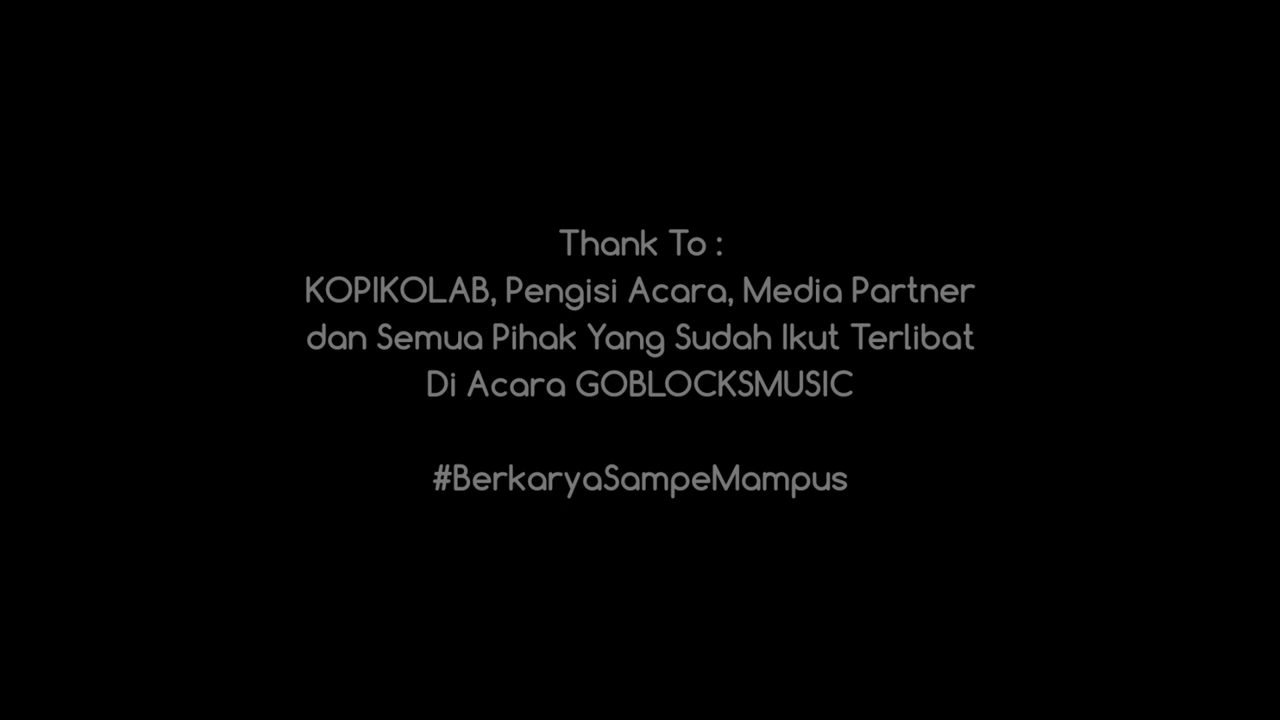 Thank To :
KOPIKOLAB, Pengisi Acara, Media Partner
dan Semua Pihak Yang Sudah Ikut Terlibat
Di Acara GOBLOCKSMUSIC
#BerkaryaSampeMampus